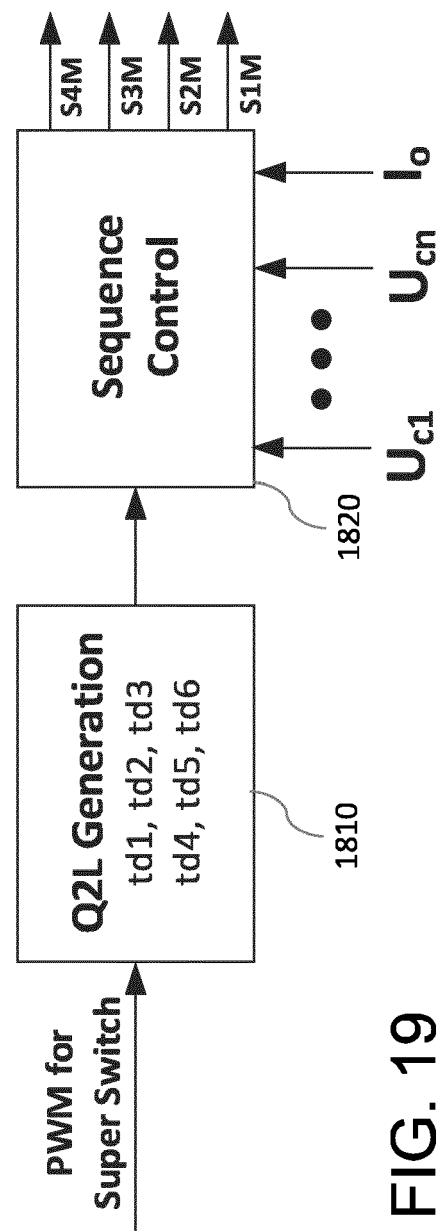 PWM for
Super Switch
Q2L Generation
td1, td2, td3
td4, td5, td6
1810
Sequence
Control
1820
S4M
S3M
S2M
S1M
Uc1
Ucn
Io
FIG. 19